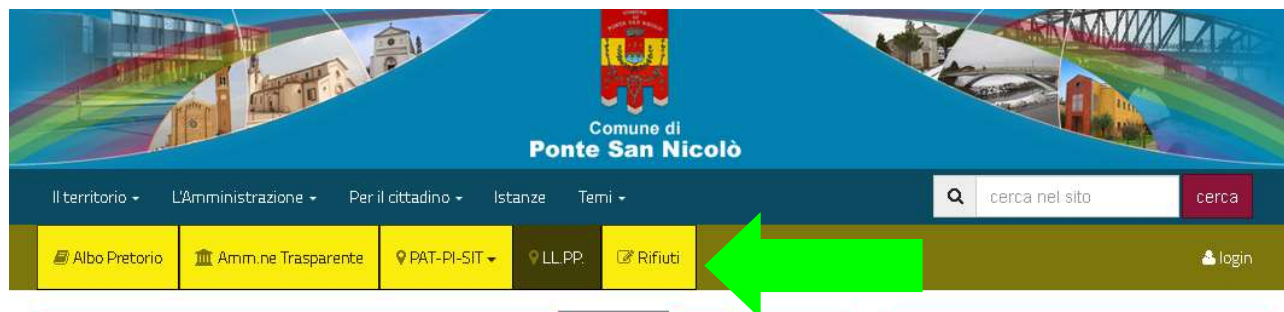 Comune di
Ponte San Nicolò
Il territorio L'Amministrazione Per il cittadino Istanze Temi cerca nel sito cerca
Albo Pretorio Amm.ne Trasparente PAT-PI-SIT LL.PP. Rifiuti login